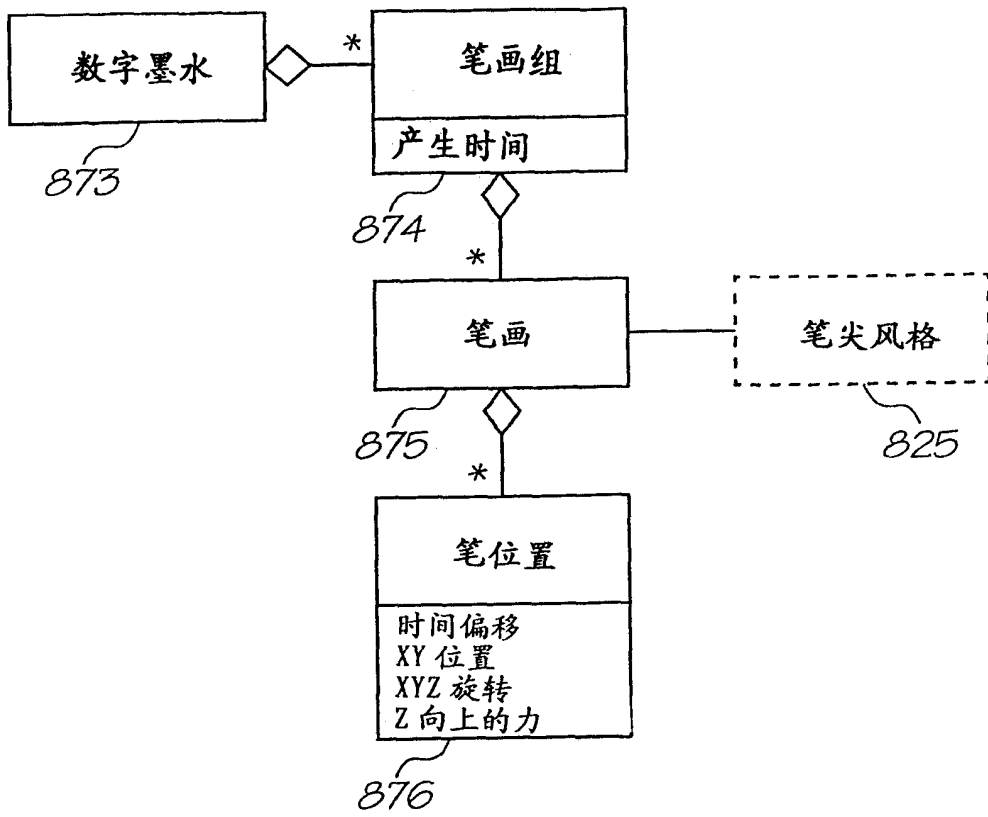 数字墨水
*
笔画组
产生时间
873
874
*
笔画
笔尖风格
875
825
*
笔位置
时间偏移
XY 位置
XYZ 旋转
Z 向上的力
876